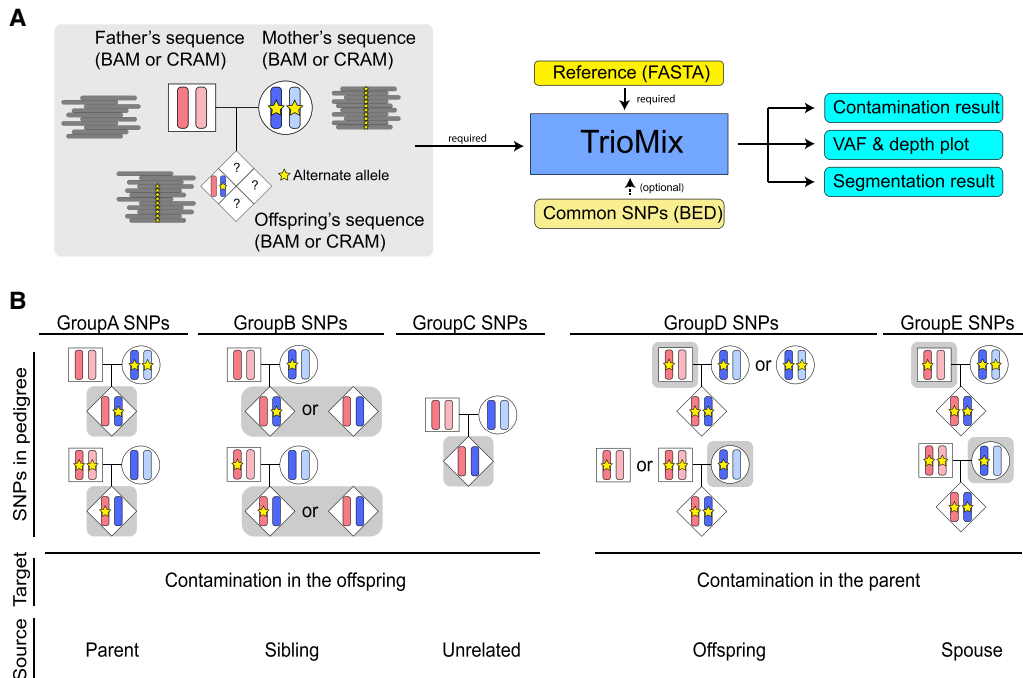 A
Father's sequence
(BAM or CRAM)
Mother's sequence
(BAM or CRAM)
?
?
?
Alternate allele
Offspring's sequence
(BAM or CRAM)
required
Reference (FASTA)
required
TrioMix
(optional)
Common SNPs (BED)
Contamination result
VAF & depth plot
Segmentation result
B
GroupA SNPs
GroupB SNPs
GroupC SNPs
GroupD SNPs
GroupE SNPs
SNPs in pedigree
or
or
or
or
Target
Contamination in the offspring
Contamination in the parent
Source
Parent
Sibling
Unrelated
Offspring
Spouse